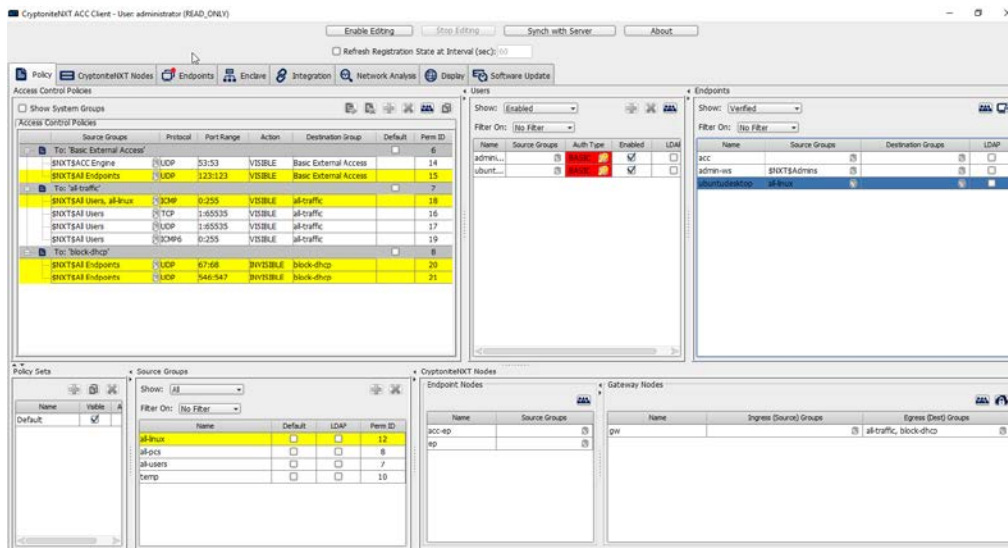 CryptoniteNXT ACC Client - User: administrator (READ_ONLY)
Enable Editing Stop Editing Synch with Server About
Refresh Registration State at Interval (sec): 60
Policy CryptoniteNXT Nodes Endpoints Enclave Integration Network Analysis Display Software Update
Access Control Policies
Show System Groups
Access Control Policies
Source Groups Protocol Port Range Action Destination Group Default Perm ID
To: 'Basic External Access' 6
$NXT$ACC Engine UDP 53:53 VISIBLE Basic External Access 14
$NXT$All Endpoints UDP 123:123 VISIBLE Basic External Access 15
To: 'all-traffic' 7
$NXT$All Users, all-linux ICMP 0:255 VISIBLE all-traffic 18
$NXT$All Users TCP 1:65535 VISIBLE all-traffic 16
$NXT$All Users UDP 1:65535 VISIBLE all-traffic 17
$NXT$All Users ICMP6 0:255 VISIBLE all-traffic 19
To: 'block-dhcp' 8
$NXT$All Endpoints UDP 67:68 INVISIBLE block-dhcp 20
$NXT$All Endpoints UDP 546:547 INVISIBLE block-dhcp 21
Users
Show: Enabled
Filter On: No Filter
Name Source Groups Auth Type Enabled LDAP
admini... BASIC
ubunt... BASIC
Endpoints
Show: Verified
Filter On: No Filter
Name Source Groups Destination Groups LDAP
acc
admin-ws $NXT$Admins
ubuntudesktop all-linux
Policy Sets
Name Visible A
Default
Source Groups
Show: All
Filter On: No Filter
Name Default LDAP Perm ID
all-linux 12
all-pcs 8
all-users 7
temp 10
CryptoniteNXT Nodes
Endpoint Nodes
Name Source Groups
acc-ep
ep
Gateway Nodes
Name Ingress (Source) Groups Egress (Dest) Groups
gw all-traffic, block-dhcp